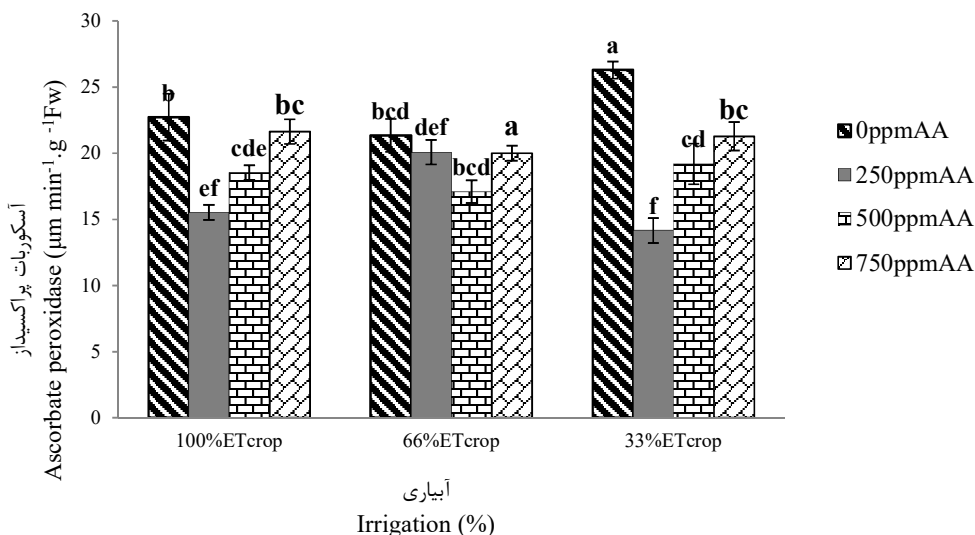 آسکوربات پراکسیداز
Ascorbate peroxidase (µm min⁻¹.g ⁻¹Fw)
30
25
20
15
10
5
0
b
ef
cde
bc
bcd
def
bcd
a
a
f
cd
bc
100%ETcrop
66%ETcrop
33%ETcrop
آبیاری
Irrigation (%)
0ppmAA
250ppmAA
500ppmAA
750ppmAA